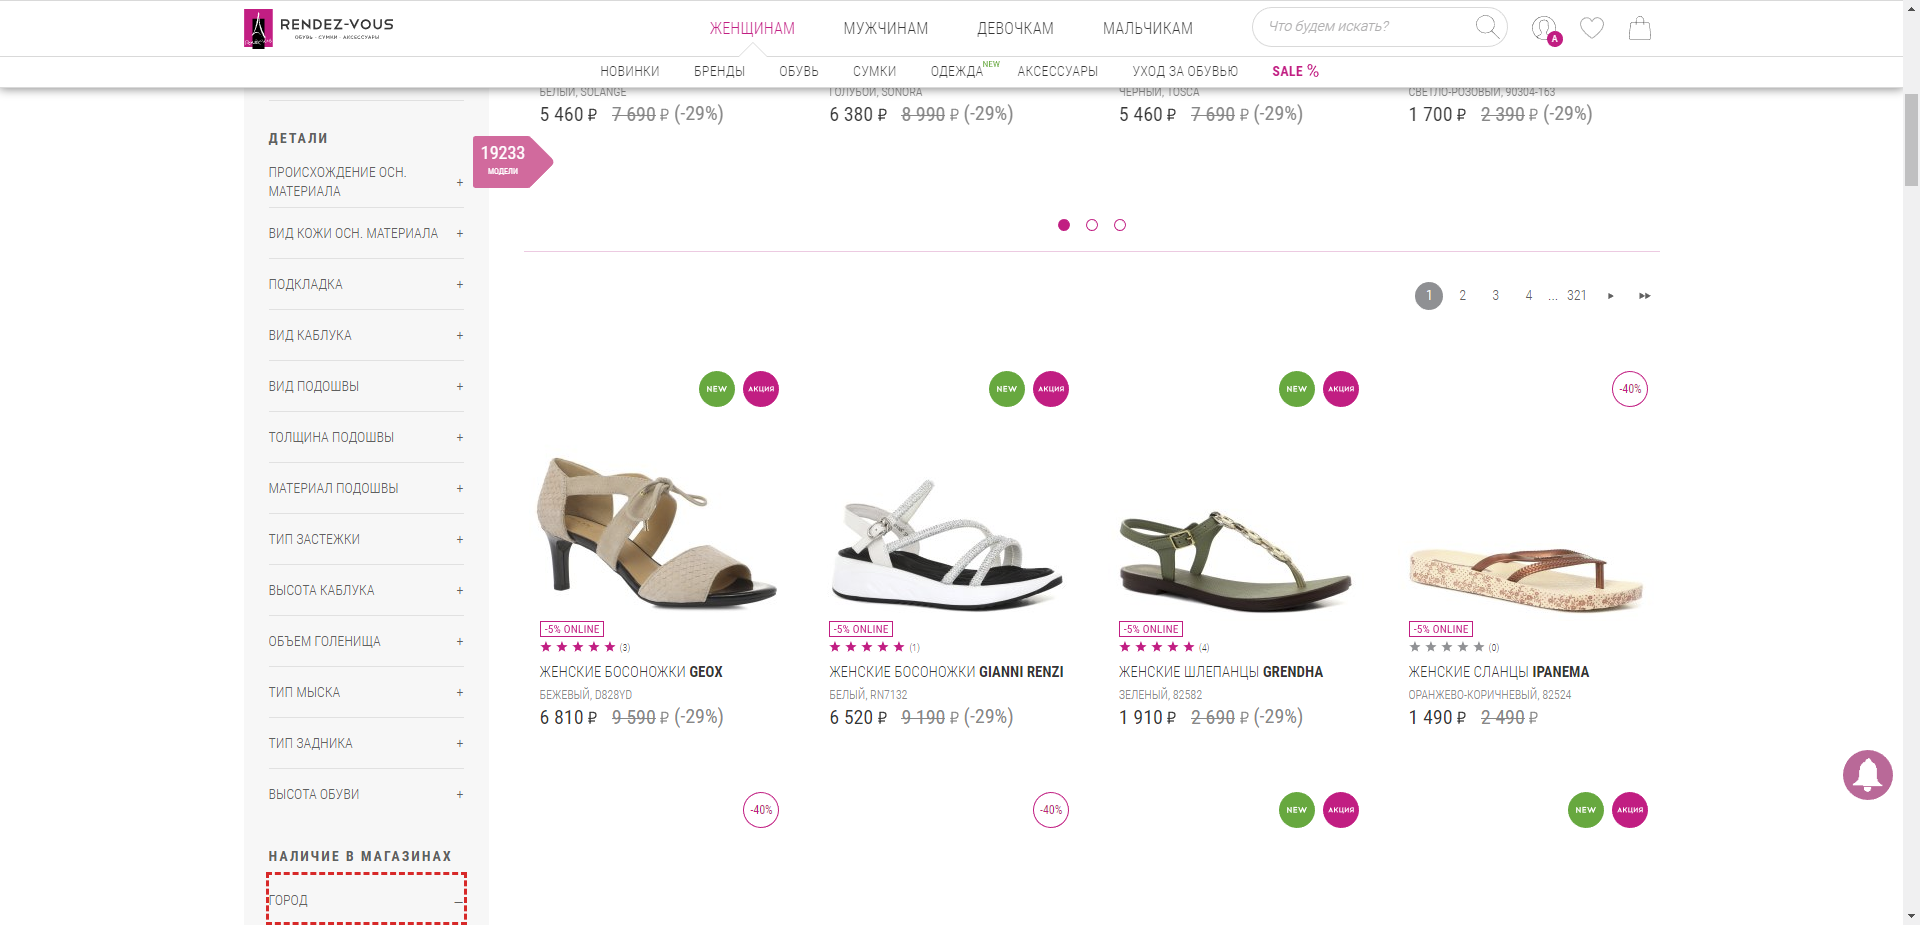 RENDEZ-VOUS
ОБУВЬ · СУМКИ · АКСЕССУАРЫ
ЖЕНЩИНАМ МУЖЧИНАМ ДЕВОЧКАМ МАЛЬЧИКАМ
Что будем искать?
A
НОВИНКИ БРЕНДЫ ОБУВЬ СУМКИ ОДЕЖДА NEW АКСЕССУАРЫ УХОД ЗА ОБУВЬЮ SALE %
БЕЛЫЙ, SOLANGE ГОЛУБОЙ, SONORA ЧЕРНЫЙ, TOSCA СВЕТЛО-РОЗОВЫЙ, 90304-163
5 460 ₽ 7 690 ₽ (-29%) 6 380 ₽ 8 990 ₽ (-29%) 5 460 ₽ 7 690 ₽ (-29%) 1 700 ₽ 2 390 ₽ (-29%)
19233
МОДЕЛИ
ДЕТАЛИ
ПРОИСХОЖДЕНИЕ ОСН.
МАТЕРИАЛА +
ВИД КОЖИ ОСН. МАТЕРИАЛА +
ПОДКЛАДКА +
ВИД КАБЛУКА +
ВИД ПОДОШВЫ +
ТОЛЩИНА ПОДОШВЫ +
МАТЕРИАЛ ПОДОШВЫ +
ТИП ЗАСТЕЖКИ +
ВЫСОТА КАБЛУКА +
ОБЪЕМ ГОЛЕНИЩА +
ТИП МЫСКА +
ТИП ЗАДНИКА +
ВЫСОТА ОБУВИ +
НАЛИЧИЕ В МАГАЗИНАХ
ГОРОД –
1 2 3 4 ... 321
NEW АКЦИЯ NEW АКЦИЯ NEW АКЦИЯ -40%
-5% ONLINE -5% ONLINE -5% ONLINE -5% ONLINE
(3) (1) (4) (0)
ЖЕНСКИЕ БОСОНОЖКИ GEOX ЖЕНСКИЕ БОСОНОЖКИ GIANNI RENZI ЖЕНСКИЕ ШЛЕПАНЦЫ GRENDHA ЖЕНСКИЕ СЛАНЦЫ IPANEMA
БЕЖЕВЫЙ, D828YD БЕЛЫЙ, RN7132 ЗЕЛЕНЫЙ, 82582 ОРАНЖЕВО-КОРИЧНЕВЫЙ, 82524
6 810 ₽ 9 590 ₽ (-29%) 6 520 ₽ 9 190 ₽ (-29%) 1 910 ₽ 2 690 ₽ (-29%) 1 490 ₽ 2 490 ₽
-40% -40% NEW АКЦИЯ NEW АКЦИЯ